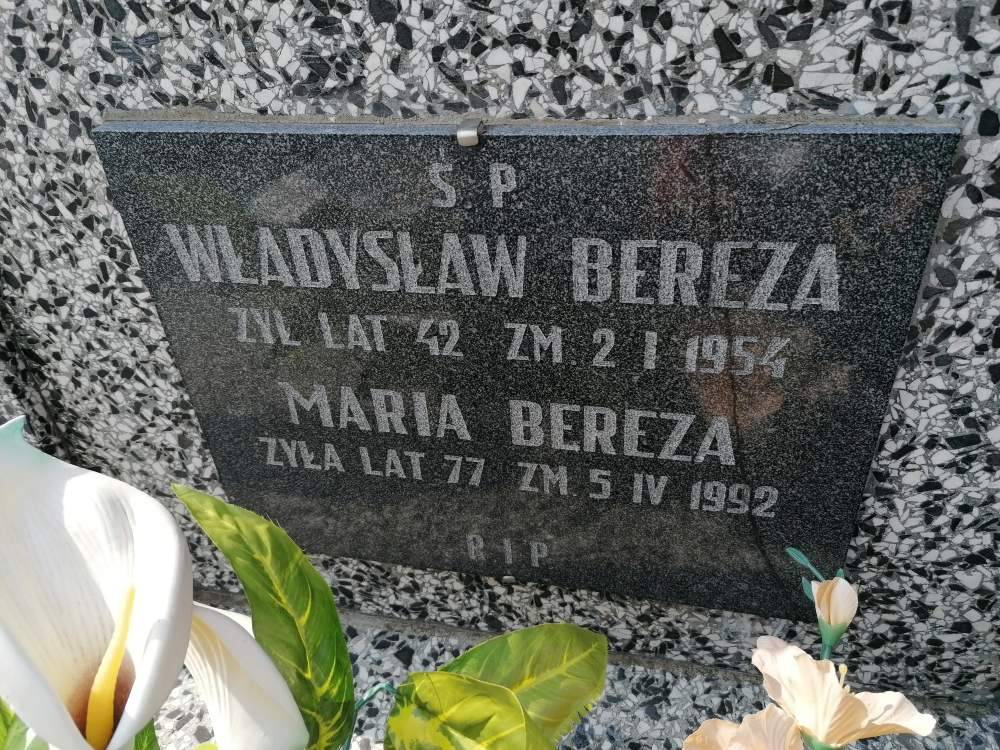 Ś. P.
WŁADYSŁAW BEREZA
ŻYŁ LAT 42 ZM. 2 I 1954
MARIA BEREZA
ŻYŁA LAT 77 ZM. 5 IV 1992
R. I. P.